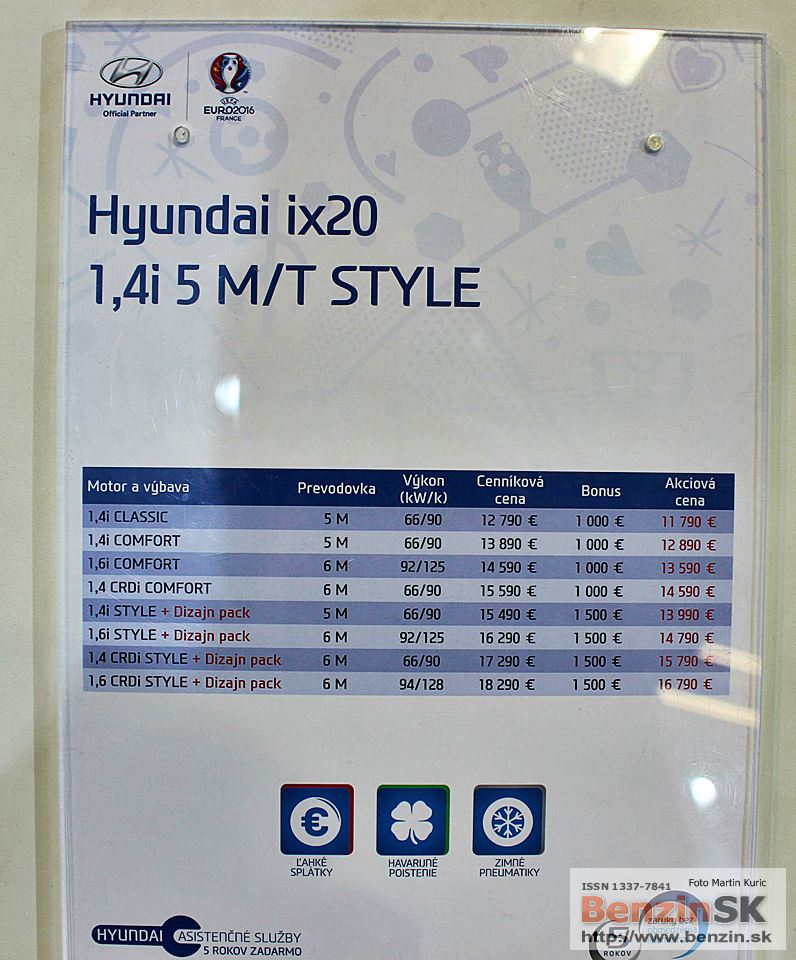 HYUNDAI
Official Partner
UEFA
EURO2016
FRANCE
Hyundai ix20
1,4i 5 M/T STYLE
Motor a výbava Prevodovka Výkon (kW/k) Cenníková cena Bonus Akciová cena
1,4i CLASSIC 5 M 66/90 12 790 € 1 000 € 11 790 €
1,4i COMFORT 5 M 66/90 13 890 € 1 000 € 12 890 €
1,6i COMFORT 6 M 92/125 14 590 € 1 000 € 13 590 €
1,4 CRDi COMFORT 6 M 66/90 15 590 € 1 000 € 14 590 €
1,4i STYLE + Dizajn pack 5 M 66/90 15 490 € 1 500 € 13 990 €
1,6i STYLE + Dizajn pack 6 M 92/125 16 290 € 1 500 € 14 790 €
1,4 CRDi STYLE + Dizajn pack 6 M 66/90 17 290 € 1 500 € 15 790 €
1,6 CRDi STYLE + Dizajn pack 6 M 94/128 18 290 € 1 500 € 16 790 €
€
ĽAHKÉ
SPLÁTKY
HAVARIJNÉ
POISTENIE
ZIMNÉ
PNEUMATIKY
HYUNDAI ASISTENČNÉ SLUŽBY
5 ROKOV ZADARMO
ISSN 1337-7841 Foto Martin Kuric
BenzinSK
http://www.benzin.sk
záruky bez
5
ROKOV